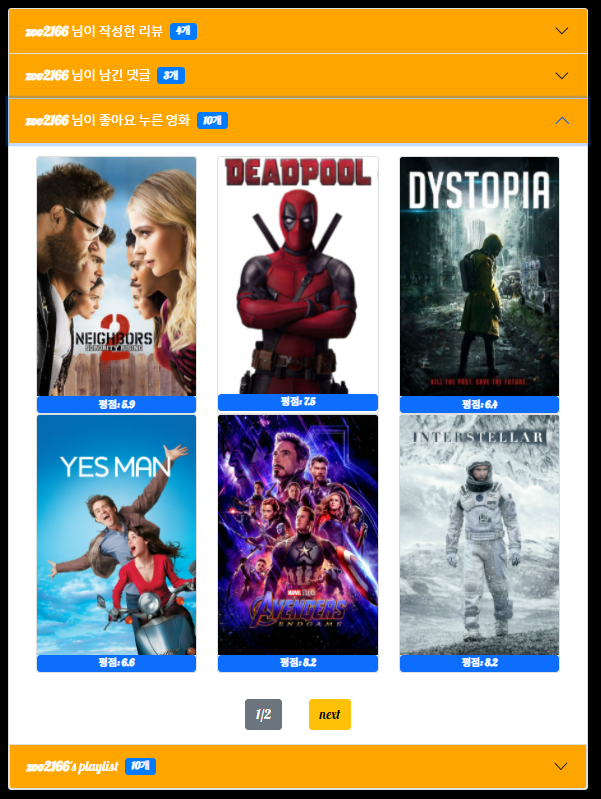 zoo2166 님이 작성한 리뷰 4개
zoo2166 님이 남긴 댓글 3개
zoo2166 님이 좋아요 누른 영화 10개
NEIGHBORS 2
SORORITY RISING
평점: 5.9
DEADPOOL
평점: 7.5
DYSTOPIA
KILL THE PAST. SAVE THE FUTURE.
평점: 6.4
YES MAN
평점: 6.6
MARVEL STUDIOS
AVENGERS
ENDGAME
평점: 8.2
INTERSTELLAR
평점: 8.2
1/2 next
zoo2166's playlist 10개